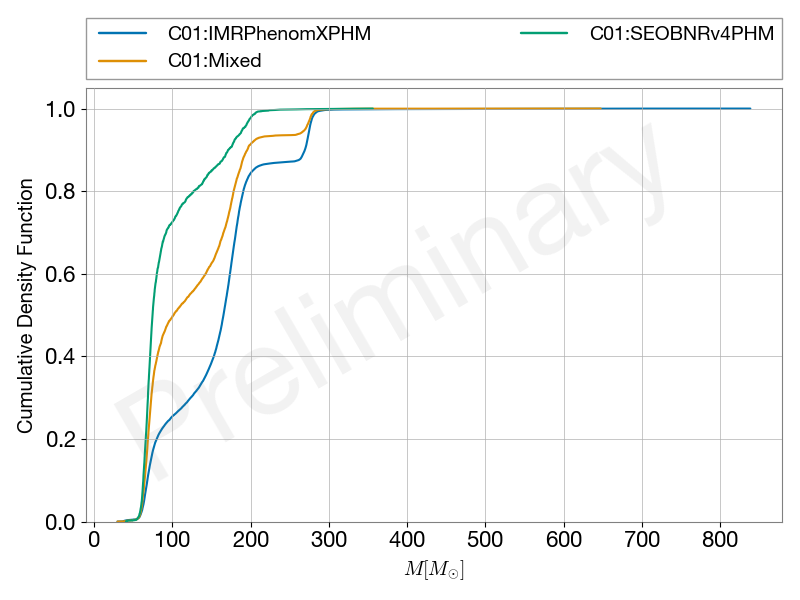 C01:IMRPhenomXPHM C01:SEOBNRv4PHM
C01:Mixed
1.0
0.8
0.6
0.4
0.2
0.0
Cumulative Density Function
Preliminary
0 100 200 300 400 500 600 700 800
M[M⊙]